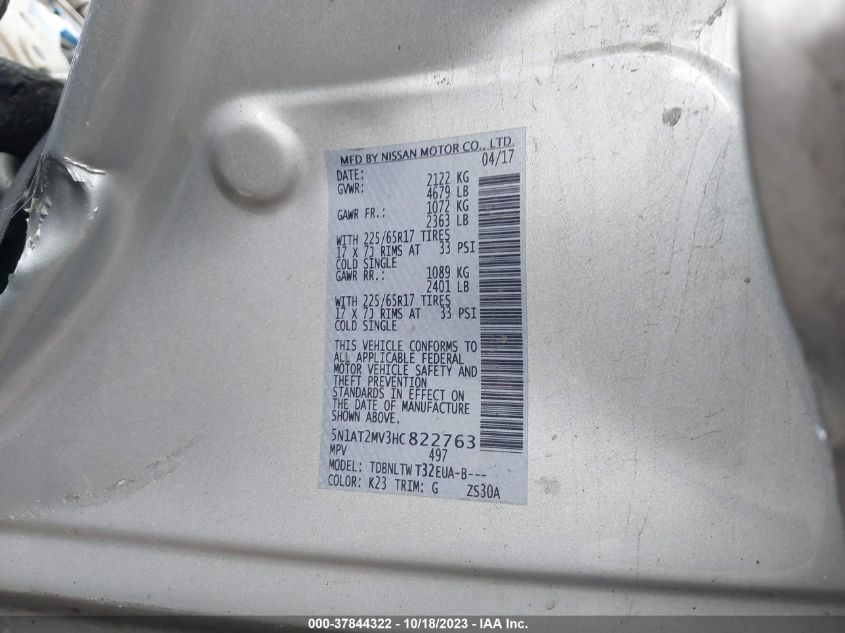 MFD BY NISSAN MOTOR CO., LTD.
DATE: 04/17
GVWR: 2122 KG
4679 LB
GAWR FR.: 1072 KG
2363 LB
WITH 225/65R17 TIRES
17 X 7J RIMS AT 33 PSI
COLD SINGLE
GAWR RR.: 1089 KG
2401 LB
WITH 225/65R17 TIRES
17 X 7J RIMS AT 33 PSI
COLD SINGLE
THIS VEHICLE CONFORMS TO
ALL APPLICABLE FEDERAL
MOTOR VEHICLE SAFETY AND
THEFT PREVENTION
STANDARDS IN EFFECT ON
THE DATE OF MANUFACTURE
SHOWN ABOVE.
5N1AT2MV3HC822763
MPV 497
MODEL: TDBNLTW T32EUA-B---
COLOR: K23 TRIM: G ZS30A
000-37844322 - 10/18/2023 - IAA Inc.